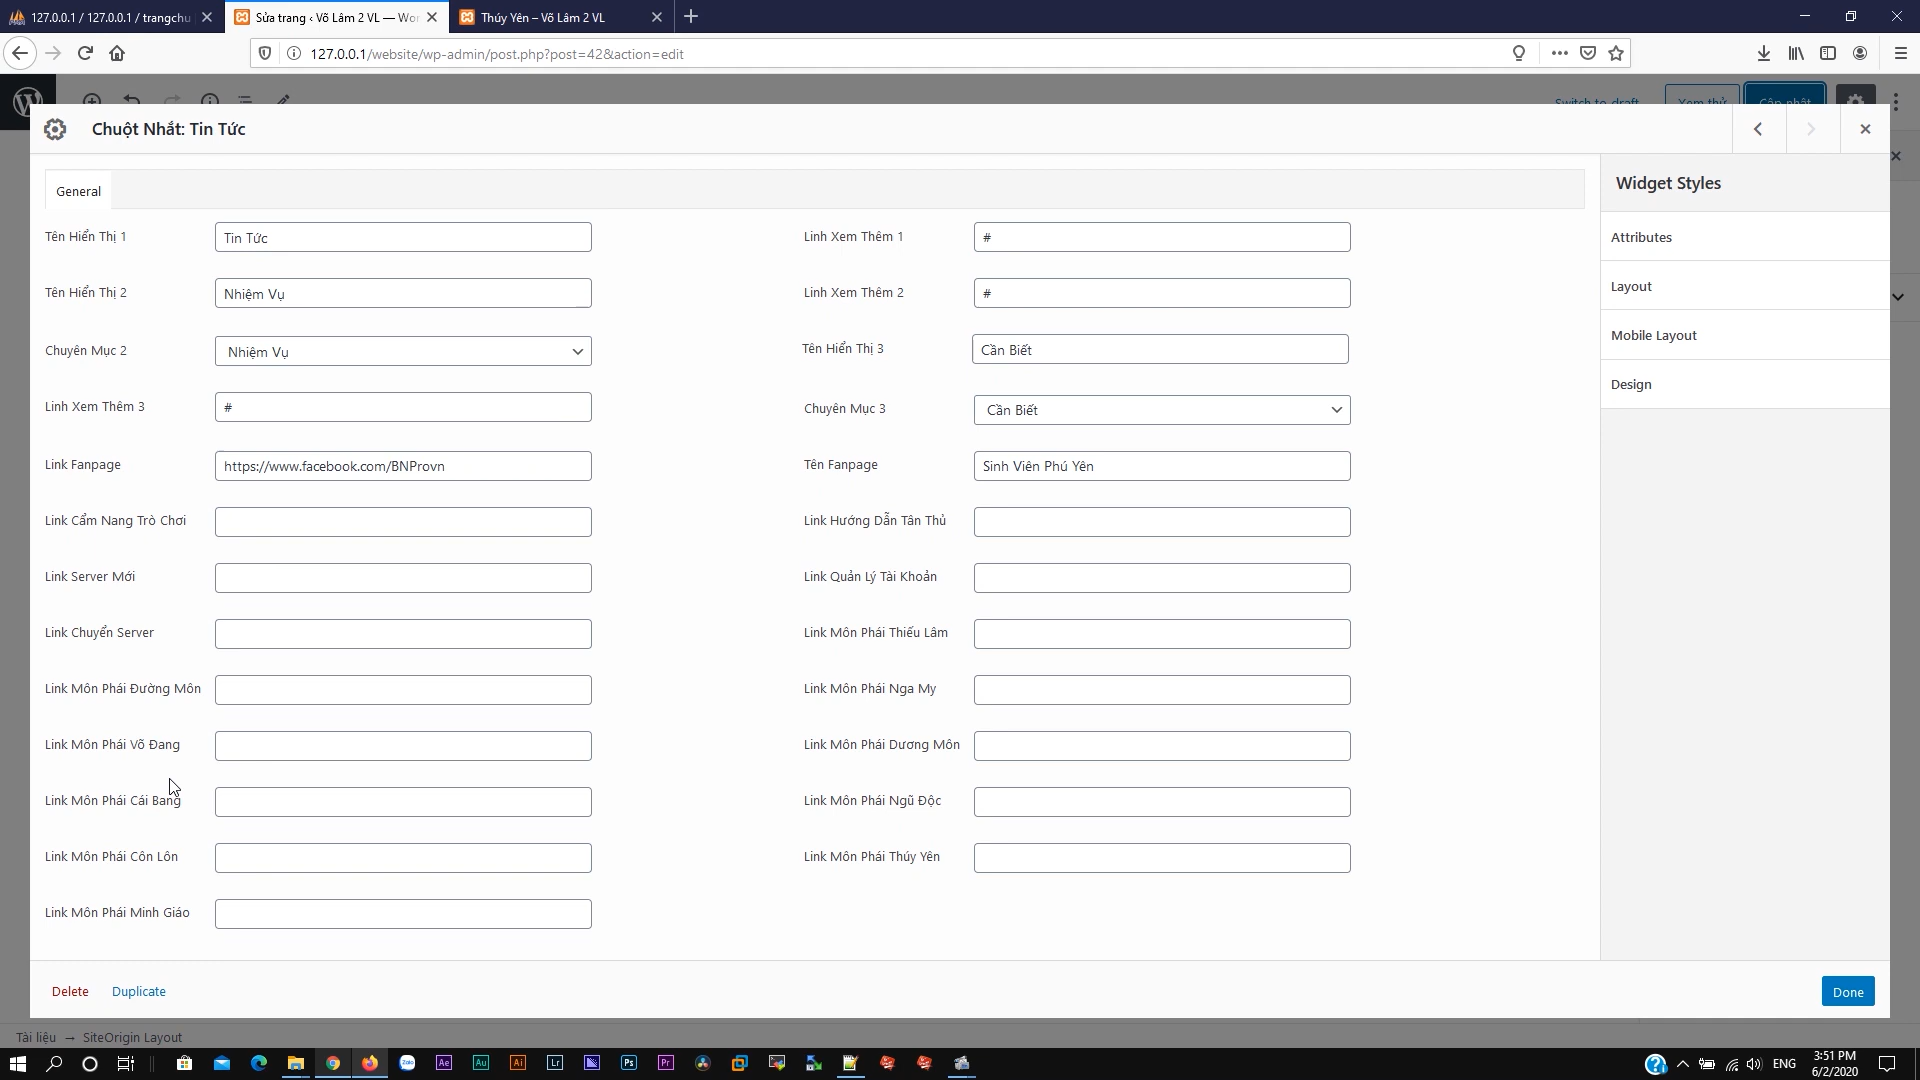 127.0.0.1 / 127.0.0.1 / trangchu
Sửa trang ‹ Võ Lâm 2 VL — Wor
Thúy Yên – Võ Lâm 2 VL
127.0.0.1/website/wp-admin/post.php?post=42&action=edit
Switch to draft
Xem thử
Cập nhật
Chuột Nhắt: Tin Tức
General
Widget Styles
Tên Hiển Thị 1
Tin Tức
Linh Xem Thêm 1
#
Attributes
Tên Hiển Thị 2
Nhiệm Vụ
Linh Xem Thêm 2
#
Layout
Chuyên Mục 2
Nhiệm Vụ
Tên Hiển Thị 3
Cần Biết
Mobile Layout
Linh Xem Thêm 3
#
Chuyên Mục 3
Cần Biết
Design
Link Fanpage
https://www.facebook.com/BNProvn
Tên Fanpage
Sinh Viên Phú Yên
Link Cẩm Nang Trò Chơi
Link Hướng Dẫn Tân Thủ
Link Server Mới
Link Quản Lý Tài Khoản
Link Chuyển Server
Link Môn Phái Thiếu Lâm
Link Môn Phái Đường Môn
Link Môn Phái Nga My
Link Môn Phái Võ Đang
Link Môn Phái Dương Môn
Link Môn Phái Cái Bang
Link Môn Phái Ngũ Độc
Link Môn Phái Côn Lôn
Link Môn Phái Thúy Yên
Link Môn Phái Minh Giáo
Delete
Duplicate
Done
Tài liệu → SiteOrigin Layout
Zalo
Ae
Au
Ai
Lr
Ps
Pr
ENG
3:51 PM
6/2/2020